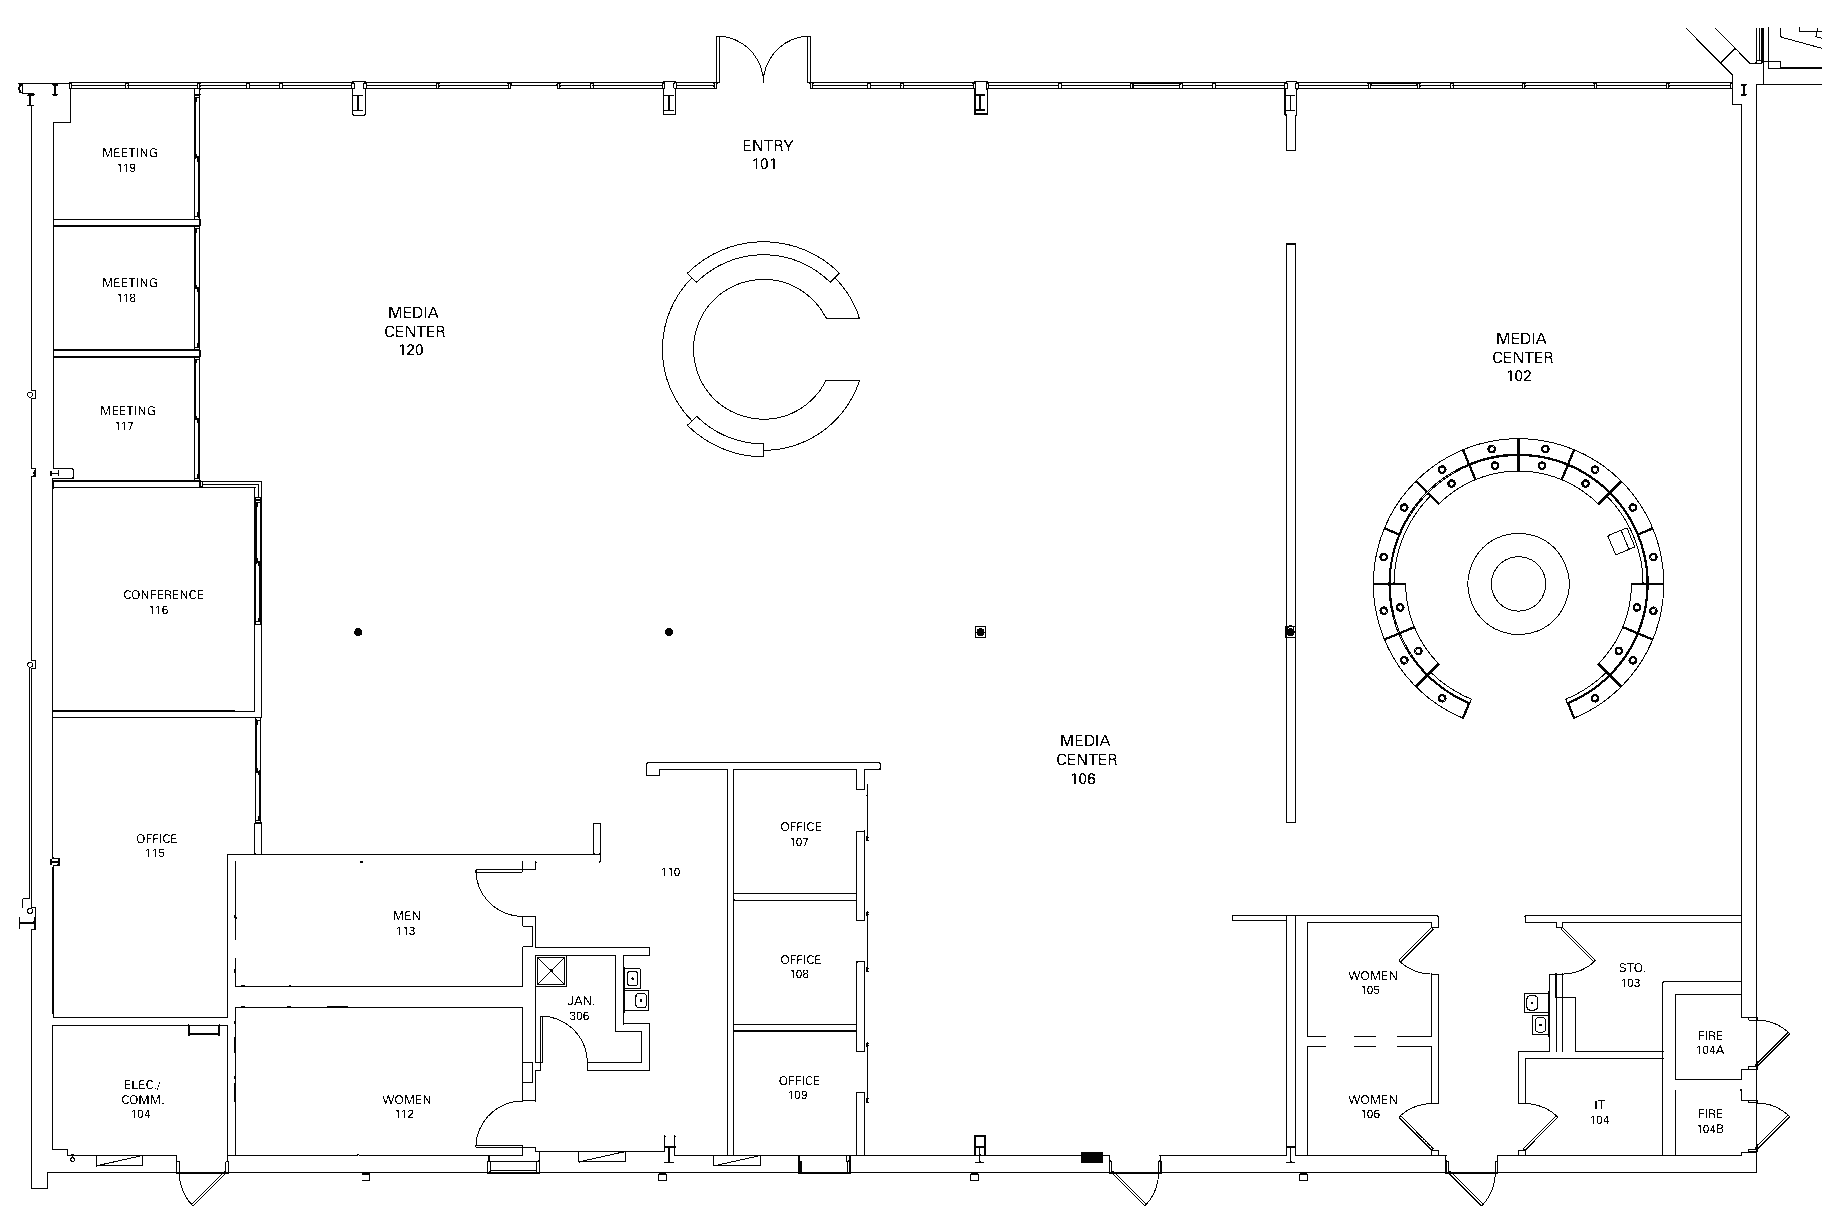 ENTRY
101
MEETING
119
MEETING
118
MEDIA
CENTER
120
MEDIA
CENTER
102
MEETING
117
CONFERENCE
116
MEDIA
CENTER
106
OFFICE
107
OFFICE
115
110
MEN
113
OFFICE
108
WOMEN
105
STO.
103
JAN.
306
FIRE
104A
OFFICE
109
ELEC./
COMM.
104
WOMEN
112
WOMEN
106
IT
104
FIRE
104B